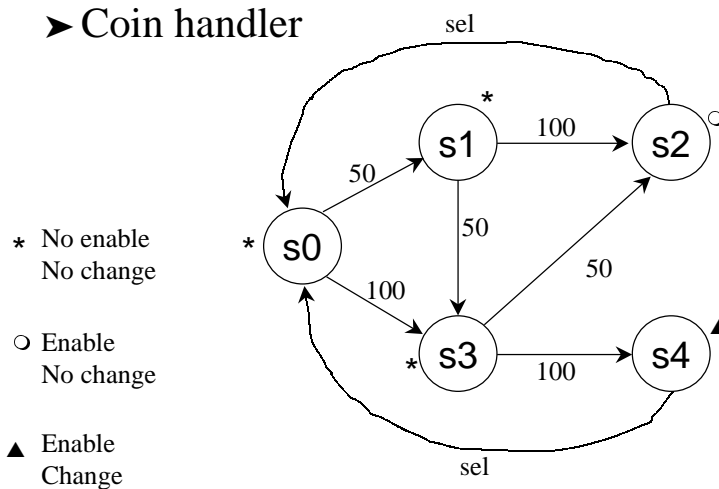 ➤ Coin handler
sel
s1
*
100
s2
50
50
* s0
50
* No enable
No change
100
s3
*
100
s4
Enable
No change
Enable
Change
sel